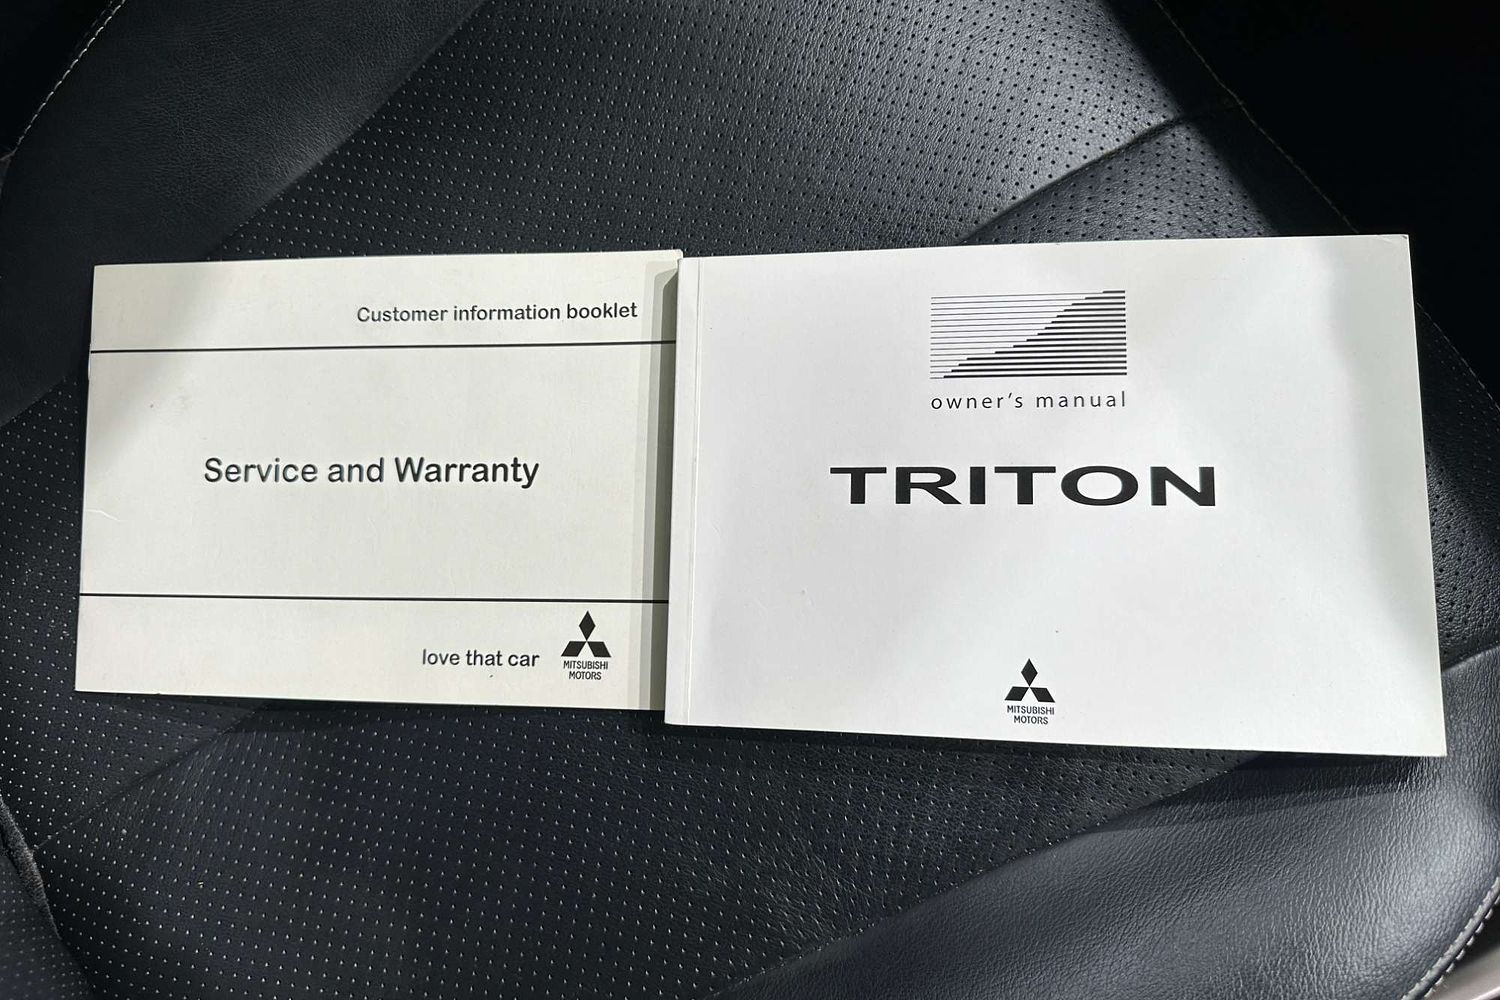 Customer information booklet
Service and Warranty
love that car
MITSUBISHI
MOTORS
owner's manual
TRITON
MITSUBISHI
MOTORS